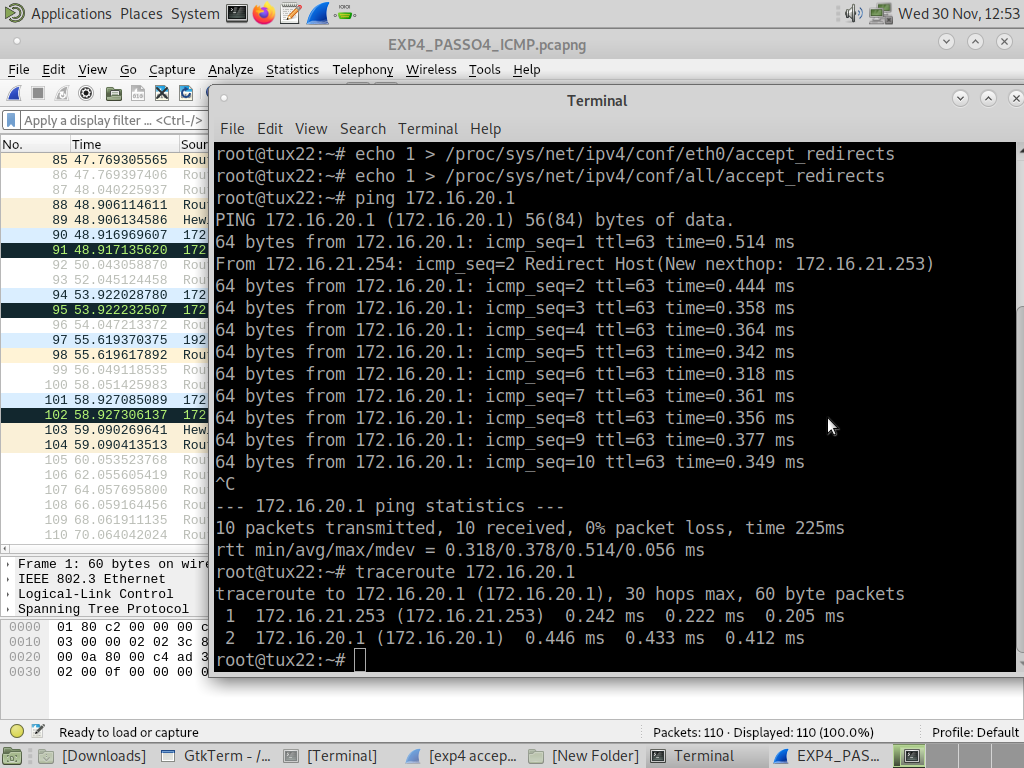 Applications Places System Wed 30 Nov, 12:53
EXP4_PASSO4_ICMP.pcapng
File Edit View Go Capture Analyze Statistics Telephony Wireless Tools Help
Apply a display filter ... <Ctrl-/>
No. Time Sour
85 47.769305565 Rou
86 47.769397406 Rou
87 48.040225937 Rou
88 48.906114611 Rou
89 48.906134586 Hew
90 48.916969607 172
91 48.917135620 172
92 50.043058870 Rou
93 52.045124458 Rou
94 53.922028780 172
95 53.922232507 172
96 54.047213372 Rou
97 55.619370375 192
98 55.619617892 Rou
99 56.049118535 Rou
100 58.051425983 Rou
101 58.927085089 172
102 58.927306137 172
103 59.090269641 Hew
104 59.090413513 Rou
105 60.053523768 Rou
106 62.055605419 Rou
107 64.057695800 Rou
108 66.059164456 Rou
109 68.061911135 Rou
110 70.064042024 Rou
Frame 1: 60 bytes on wire
IEEE 802.3 Ethernet
Logical-Link Control
Spanning Tree Protocol
0000 01 80 c2 00 00 00 c
0010 03 00 00 02 02 3c 8
0020 00 0a 80 00 c4 ad 3
0030 02 00 0f 00 00 00 0
Terminal
File Edit View Search Terminal Help
root@tux22:~# echo 1 > /proc/sys/net/ipv4/conf/eth0/accept_redirects
root@tux22:~# echo 1 > /proc/sys/net/ipv4/conf/all/accept_redirects
root@tux22:~# ping 172.16.20.1
PING 172.16.20.1 (172.16.20.1) 56(84) bytes of data.
64 bytes from 172.16.20.1: icmp_seq=1 ttl=63 time=0.514 ms
From 172.16.21.254: icmp_seq=2 Redirect Host(New nexthop: 172.16.21.253)
64 bytes from 172.16.20.1: icmp_seq=2 ttl=63 time=0.444 ms
64 bytes from 172.16.20.1: icmp_seq=3 ttl=63 time=0.358 ms
64 bytes from 172.16.20.1: icmp_seq=4 ttl=63 time=0.364 ms
64 bytes from 172.16.20.1: icmp_seq=5 ttl=63 time=0.342 ms
64 bytes from 172.16.20.1: icmp_seq=6 ttl=63 time=0.318 ms
64 bytes from 172.16.20.1: icmp_seq=7 ttl=63 time=0.361 ms
64 bytes from 172.16.20.1: icmp_seq=8 ttl=63 time=0.356 ms
64 bytes from 172.16.20.1: icmp_seq=9 ttl=63 time=0.377 ms
64 bytes from 172.16.20.1: icmp_seq=10 ttl=63 time=0.349 ms
^C
--- 172.16.20.1 ping statistics ---
10 packets transmitted, 10 received, 0% packet loss, time 225ms
rtt min/avg/max/mdev = 0.318/0.378/0.514/0.056 ms
root@tux22:~# traceroute 172.16.20.1
traceroute to 172.16.20.1 (172.16.20.1), 30 hops max, 60 byte packets
1 172.16.21.253 (172.16.21.253) 0.242 ms 0.222 ms 0.205 ms
2 172.16.20.1 (172.16.20.1) 0.446 ms 0.433 ms 0.412 ms
root@tux22:~#
Ready to load or capture Packets: 110 · Displayed: 110 (100.0%) Profile: Default
[Downloads] GtkTerm - /... [Terminal] [exp4 accep... [New Folder] Terminal EXP4_PAS...